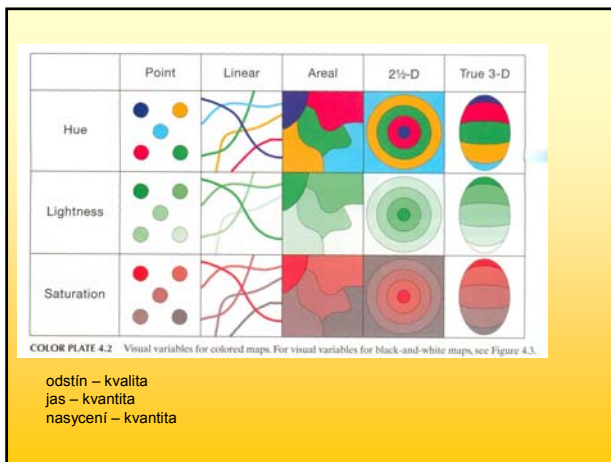 Point Linear Areal 2½-D True 3-D
Hue
Lightness
Saturation
COLOR PLATE 4.2 Visual variables for colored maps. For visual variables for black-and-white maps, see Figure 4.3.
odstín – kvalita
jas – kvantita
nasycení – kvantita